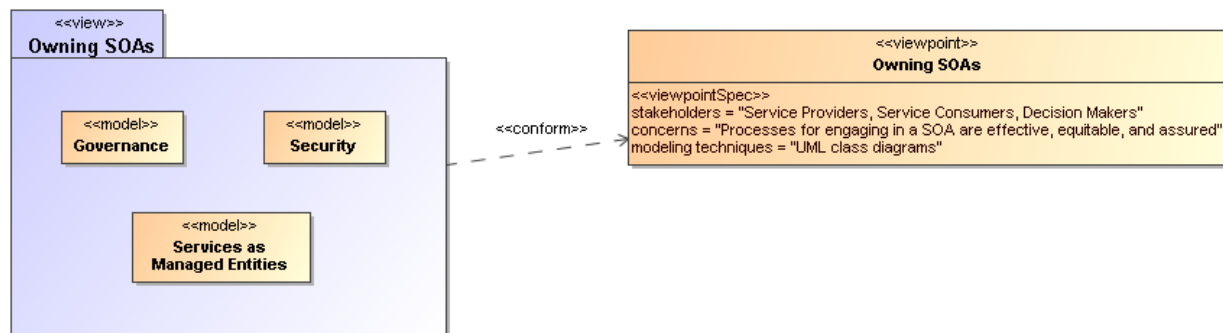 <<view>>
Owning SOAs
<<model>>
Governance
<<model>>
Security
<<model>>
Services as
Managed Entities
<<conform>>
<<viewpoint>>
Owning SOAs
<<viewpointSpec>>
stakeholders = "Service Providers, Service Consumers, Decision Makers"
concerns = "Processes for engaging in a SOA are effective, equitable, and assured"
modeling techniques = "UML class diagrams"